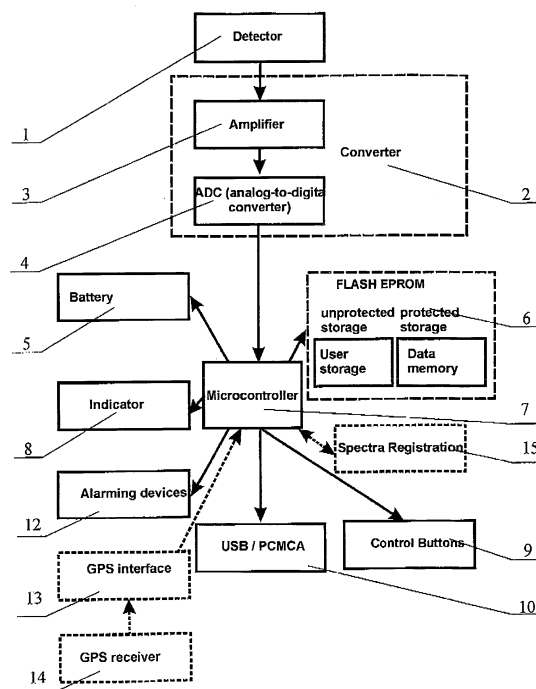 Detector
1
Amplifier
Converter
3
2
ADC (analog-to-digital
converter)
4
FLASH EPROM
Battery
unprotected protected
storage storage
5
6
User Data
storage memory
Microcontroller
Indicator
7
8
Spectra Registration
15
Alarming devices
12
USB / PCMCA
Control Buttons
GPS interface
9
13
10
GPS receiver
14